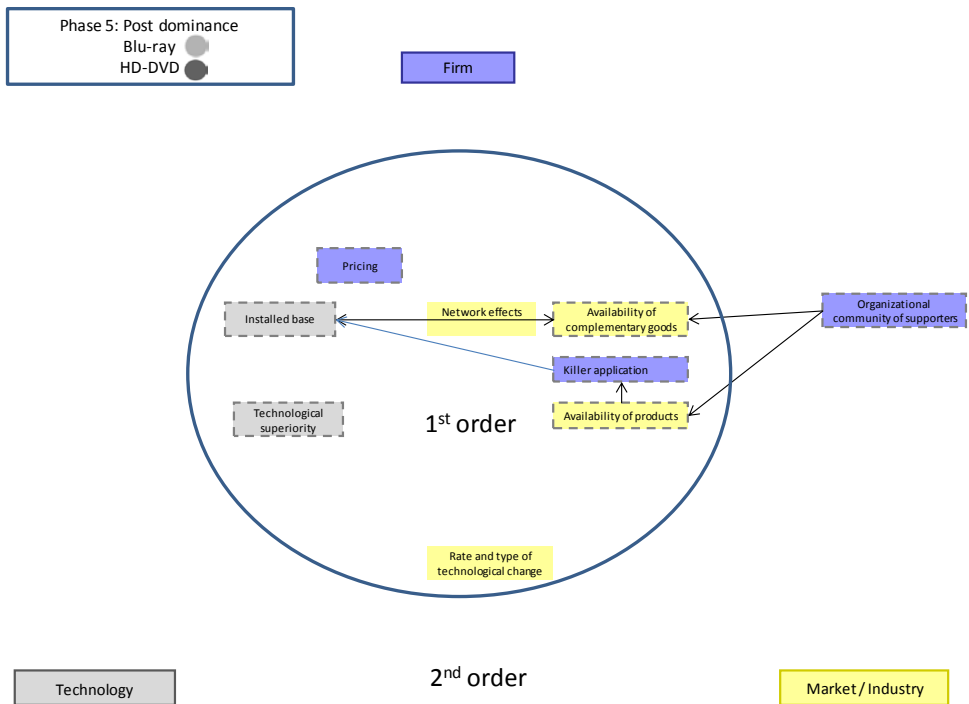 Phase 5: Post dominance
Blu-ray
HD-DVD
Firm
Pricing
Installed base
Network effects
Availability of
complementary goods
Organizational
community of supporters
Killer application
Technological
superiority
1st order
Availability of products
Rate and type of
technological change
2nd order
Technology
Market / Industry